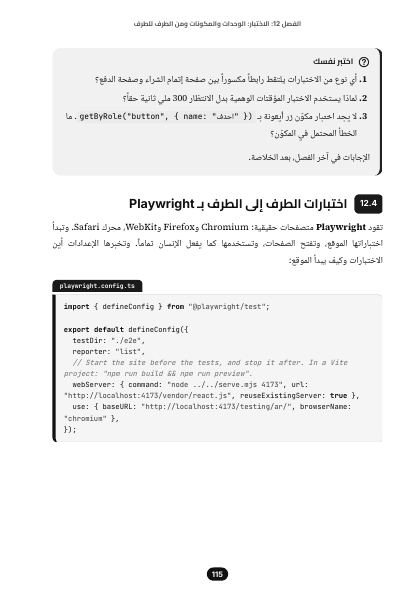 الفصل 12: الاختبار: الوحدات والمكونات ومن الطرف للطرف
اختبر نفسك
1. أي نوع من الاختبارات يلتقط رابطاً مكسوراً بين صفحة إتمام الشراء وصفحة الدفع؟
2. لماذا يستخدم الاختبار المؤقتات الوهمية بدل الانتظار 300 ملي ثانية حقاً؟
3. لا يجد اختبار مكوّن زر أيقونة بـ getByRole("button", { name: "احذف" }) . ما
الخطأ المحتمل في المكوّن؟
الإجابات في آخر الفصل، بعد الخلاصة.
12.4 اختبارات الطرف إلى الطرف بـ Playwright
تقود Playwright متصفحات حقيقية: Chromium وFirefox وWebKit، محرك Safari. وتبدأ
اختباراتها الموقع، وتفتح الصفحات، وتستخدمها كما يفعل الإنسان تماماً. وتخبرها الإعدادات أين
الاختبارات وكيف يبدأ الموقع:
playwright.config.ts
import { defineConfig } from "@playwright/test";
export default defineConfig({
testDir: "./e2e",
reporter: "list",
// Start the site before the tests, and stop it after. In a Vite
project: "npm run build && npm run preview".
webServer: { command: "node ../../serve.mjs 4173", url:
"http://localhost:4173/vendor/react.js", reuseExistingServer: true },
use: { baseURL: "http://localhost:4173/testing/ar/", browserName:
"chromium" },
});
115